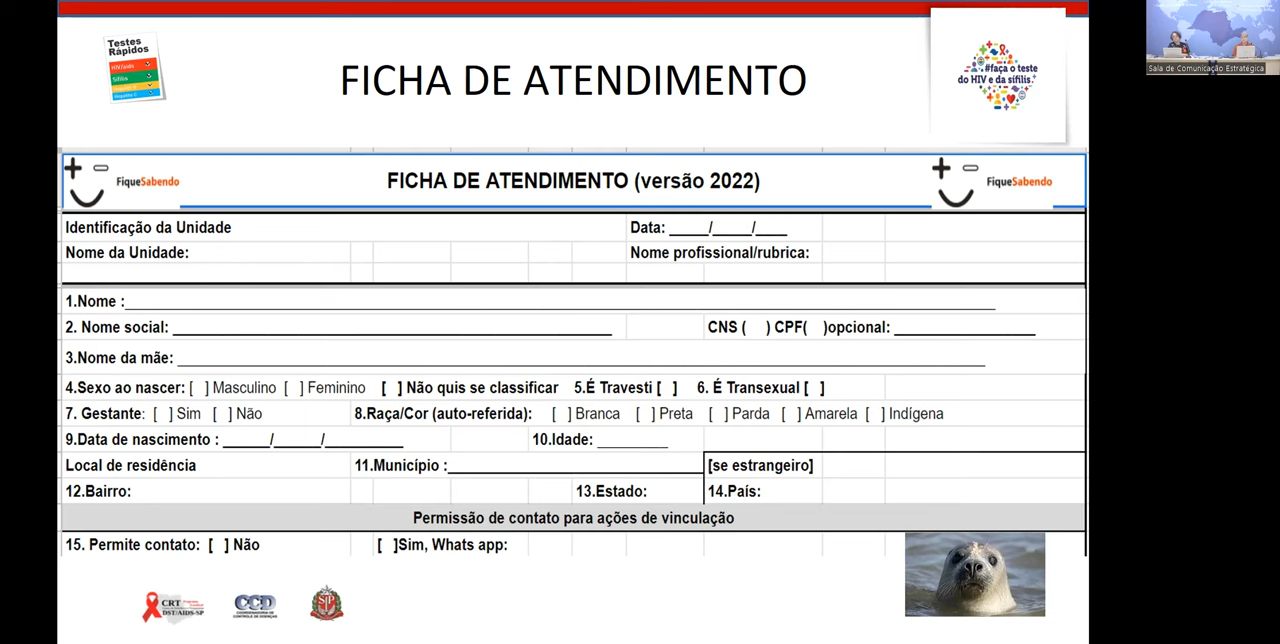 Testes
Rápidos
HIV/aids
Sífilis
FICHA DE ATENDIMENTO
#faça o teste
do HIV e da sífilis.
Sala de Comunicação Estratégica
FiqueSabendo
FICHA DE ATENDIMENTO (versão 2022)
FiqueSabendo
Identificação da Unidade
Data: _____/_____/____
Nome da Unidade:
Nome profissional/rubrica:
1.Nome :
2. Nome social:
CNS ( ) CPF( )opcional:
3.Nome da mãe:
4.Sexo ao nascer: [ ] Masculino [ ] Feminino [ ] Não quis se classificar 5.É Travesti [ ] 6. É Transexual [ ]
7. Gestante: [ ] Sim [ ] Não
8.Raça/Cor (auto-referida): [ ] Branca [ ] Preta [ ] Parda [ ] Amarela [ ] Indígena
9.Data de nascimento : ______/______/_________
10.Idade:
Local de residência
11.Município :
[se estrangeiro]
12.Bairro:
13.Estado:
14.País:
Permissão de contato para ações de vinculação
15. Permite contato: [ ] Não
[ ]Sim, Whats app:
CRT
DST/AIDS-SP
CCD
COORDENADORIA DE
CONTROLE DE DOENÇAS
SP